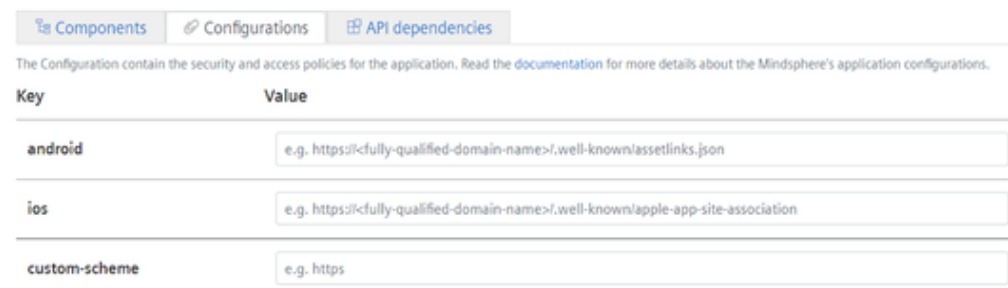 Components Configurations API dependencies
The Configuration contain the security and access policies for the application. Read the documentation for more details about the Mindsphere's application configurations.
Key Value
android e.g. https://<fully-qualified-domain-name>/.well-known/assetlinks.json
ios e.g. https://<fully-qualified-domain-name>/.well-known/apple-app-site-association
custom-scheme e.g. https